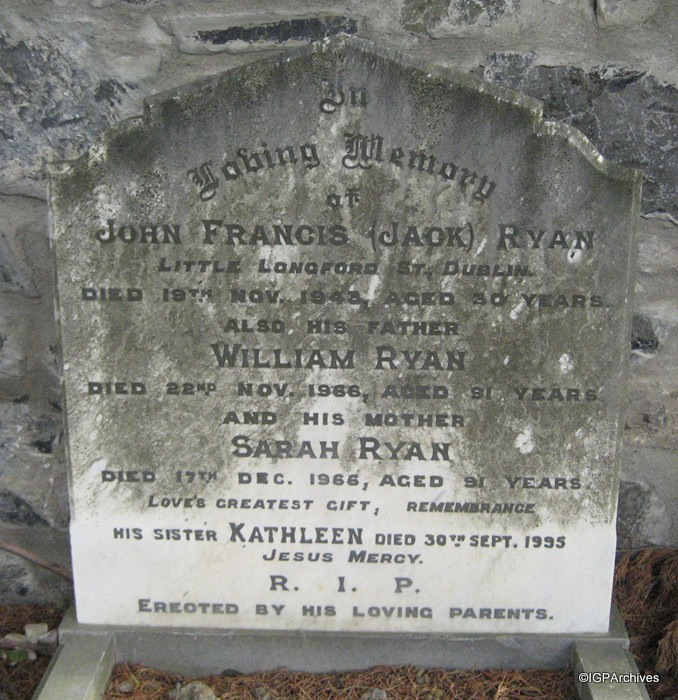 In
Loving Memory
of
John Francis (Jack) Ryan
Little Longford St., Dublin.
Died 19th Nov. 1943, aged 30 years.
Also his father
William Ryan
Died 22nd Nov. 1966, aged 91 years.
And his mother
Sarah Ryan
Died 17th Dec. 1966, aged 91 years.
Love's greatest gift, remembrance
His sister Kathleen died 30th Sept. 1995
Jesus Mercy.
R. I. P.
Erected by his loving parents.
©IGPArchives